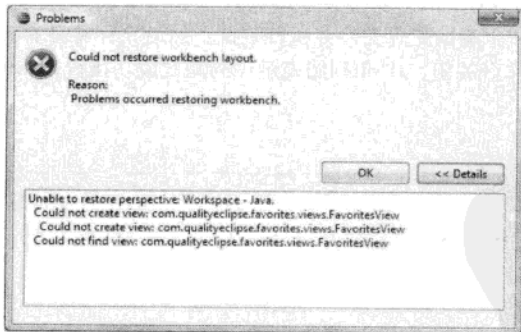 Problems
Could not restore workbench layout.
Reason:
Problems occurred restoring workbench.
OK
<< Details
Unable to restore perspective: Workspace - Java.
Could not create view: com.qualityeclipse.favorites.views.FavoritesView
Could not create view: com.qualityeclipse.favorites.views.FavoritesView
Could not find view: com.qualityeclipse.favorites.views.FavoritesView